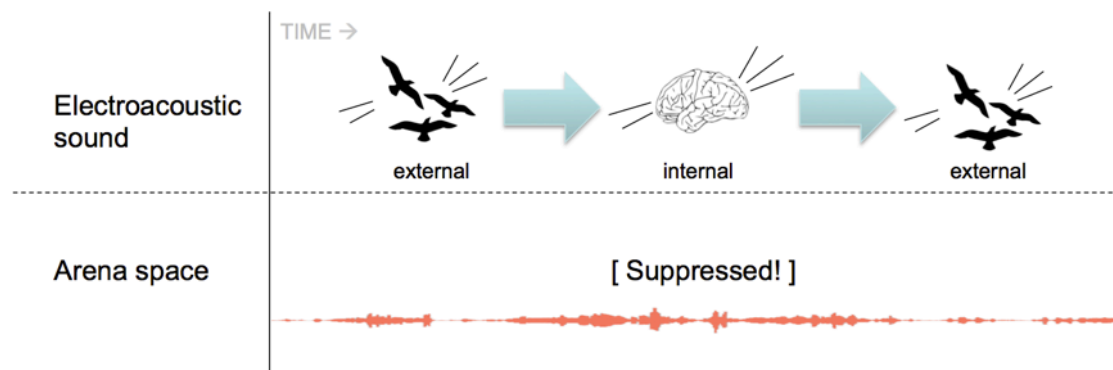 TIME →
Electroacoustic
sound
external
internal
external
Arena space
[ Suppressed! ]